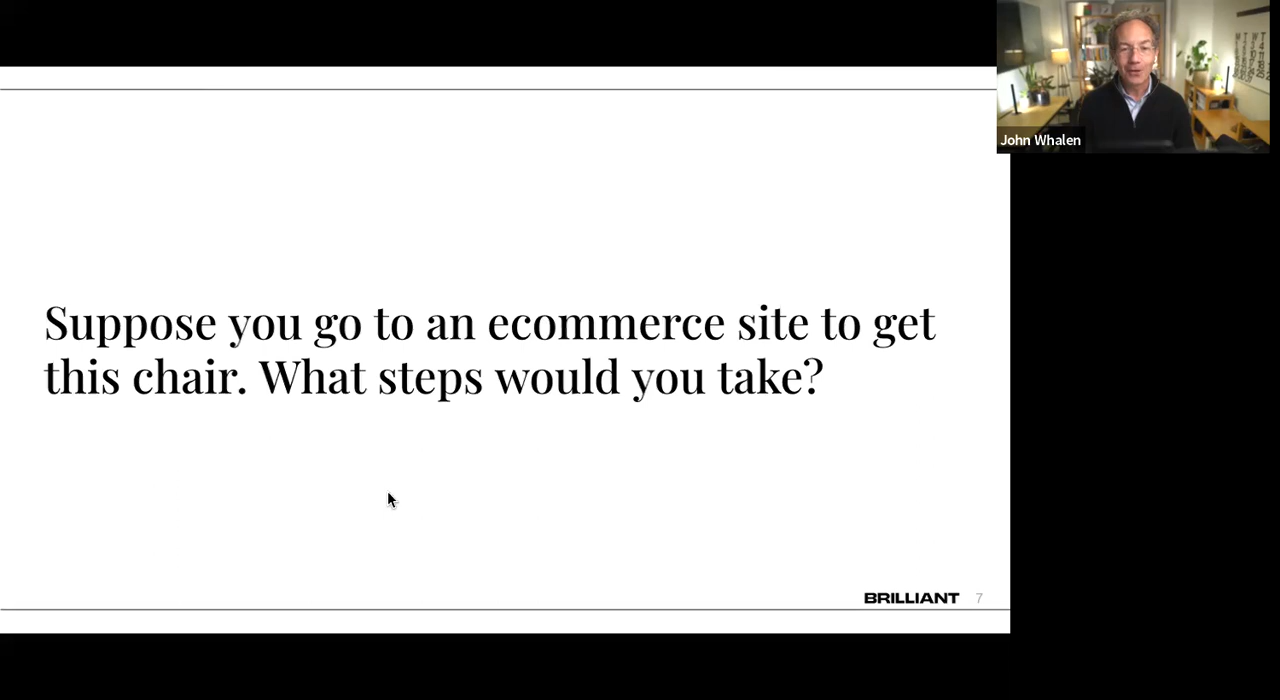 John Whalen
Suppose you go to an ecommerce site to get
this chair. What steps would you take?
BRILLIANT 7